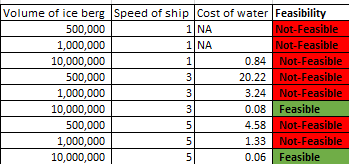 Volume of ice berg Speed of ship Cost of water Feasibility
500,000 1 NA Not-Feasible
1,000,000 1 NA Not-Feasible
10,000,000 1 0.84 Not-Feasible
500,000 3 20.22 Not-Feasible
1,000,000 3 3.24 Not-Feasible
10,000,000 3 0.08 Feasible
500,000 5 4.58 Not-Feasible
1,000,000 5 1.33 Not-Feasible
10,000,000 5 0.06 Feasible